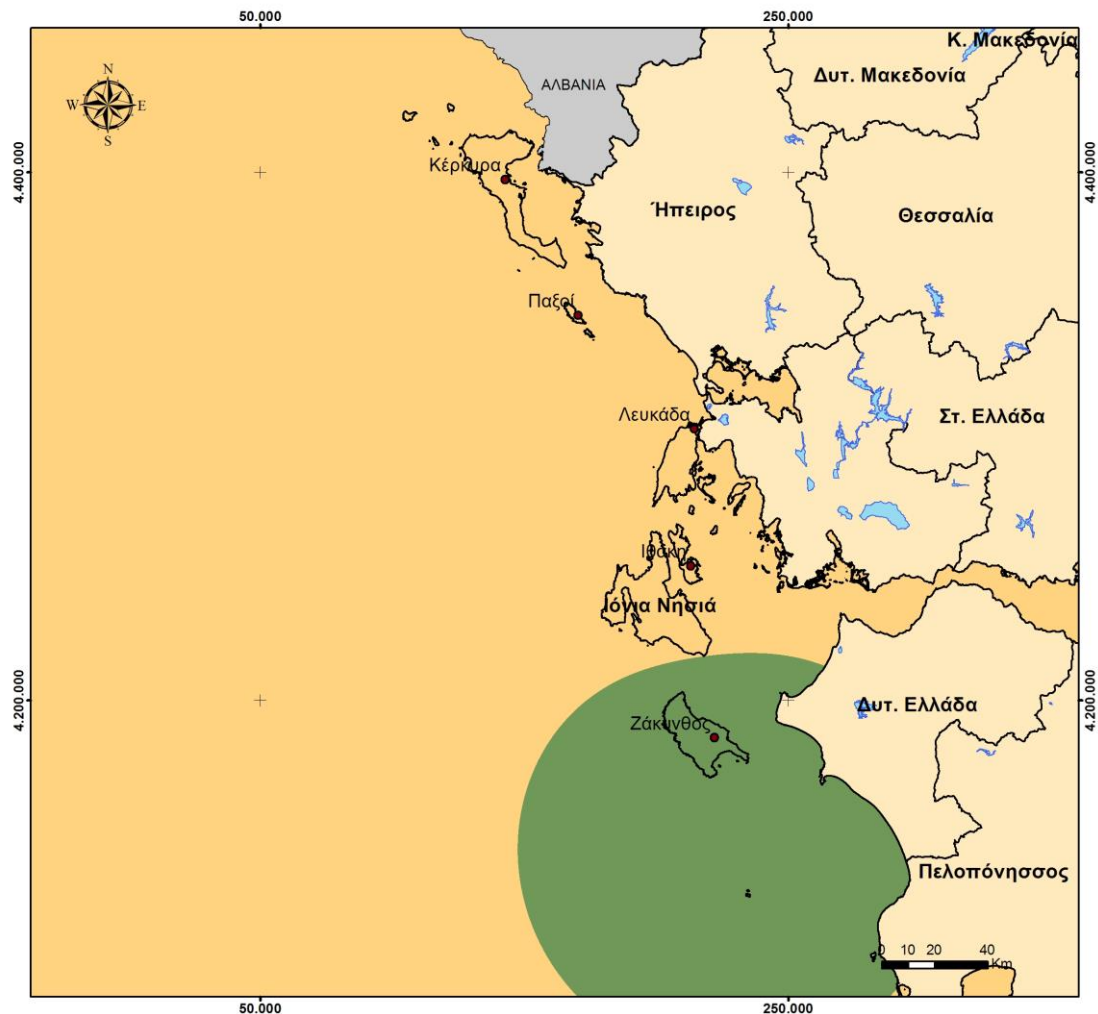 50.000 250.000
Κ. Μακεδονία
N
Δυτ. Μακεδονία
ΑΛΒΑΝΙΑ
W E
S
4.400.000 4.400.000
Κέρκυρα
Ήπειρος
Θεσσαλία
Παξοί
Λευκάδα
Στ. Ελλάδα
Ιθάκη
Ιόνια Νησιά
4.200.000 4.200.000
Δυτ. Ελλάδα
Ζάκυνθος
Πελοπόνησσος
0 10 20 40
Km
50.000 250.000